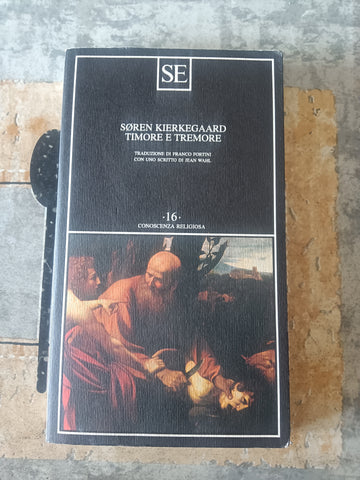 SE
SØREN KIERKEGAARD
TIMORE E TREMORE
TRADUZIONE DI FRANCO FORTINI
CON UNO SCRITTO DI JEAN WAHL
·16·
CONOSCENZA RELIGIOSA